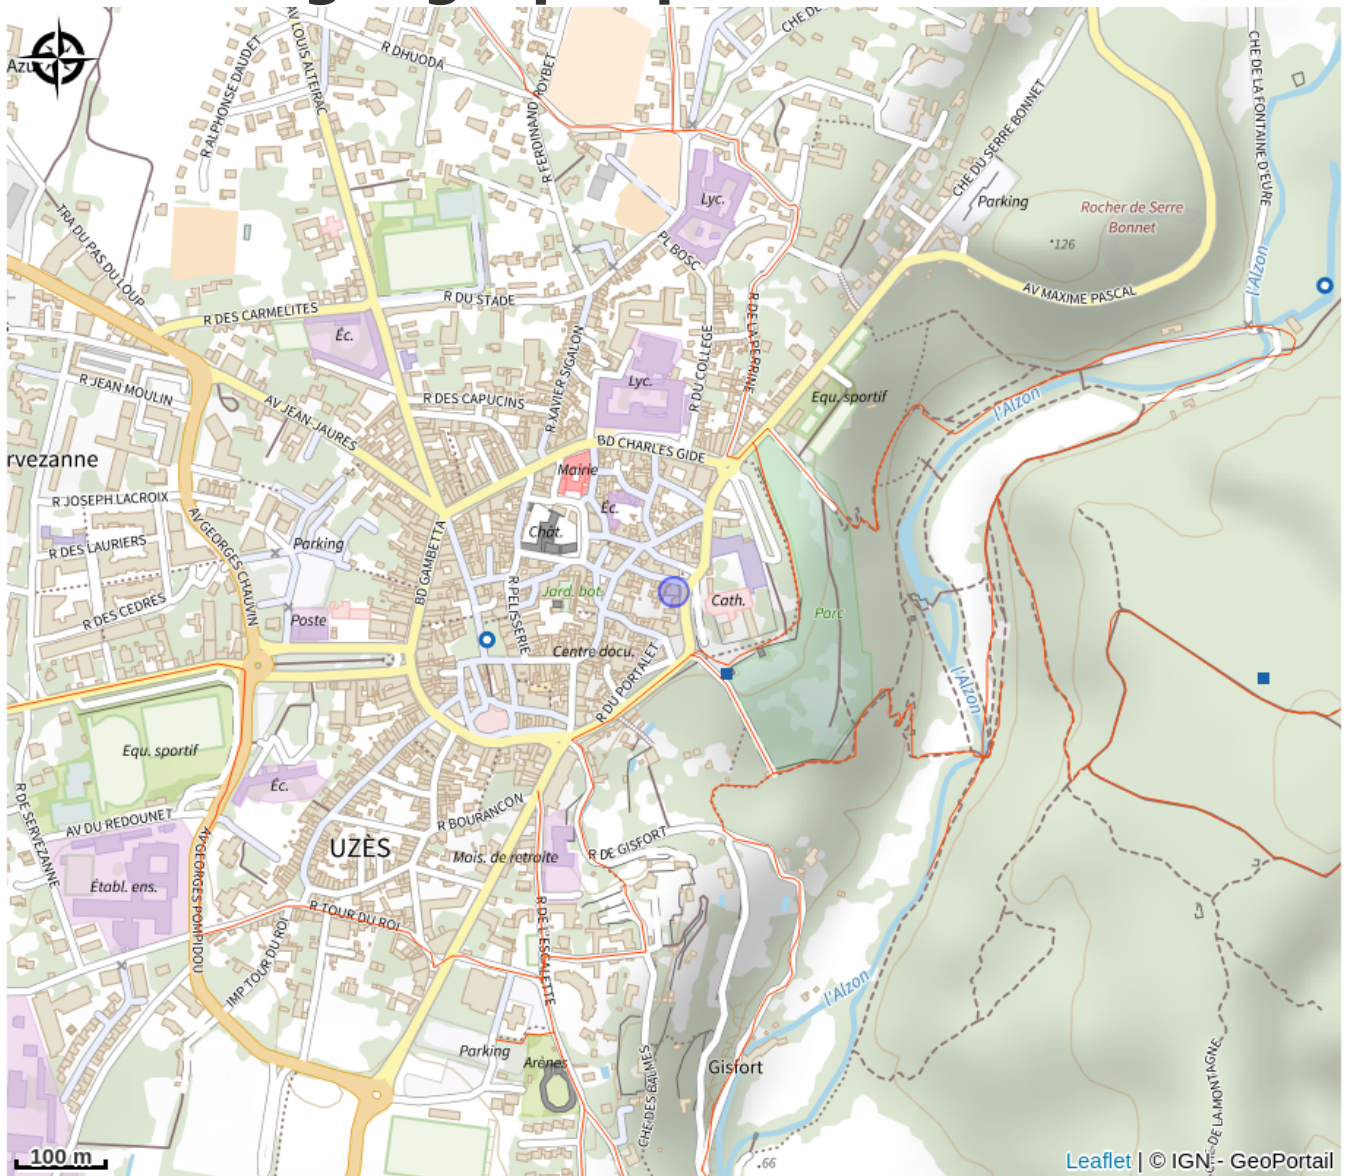 CHE DE
R DHUODA
AV LOUIS ALTEIRAC
R ALPHONSE DAUDET
R FERDINAND ROYBET
CHE DE LA FONTAINE D'EURE
CHE DU SERRE BONNET
Lyc.
Parking
Rocher de Serre
Bonnet
126
TRA DU PAS DU LOUP
PL BOSC
l'Alzon
AV MAXIME PASCAL
R DU STADE
R DES CARMELITES
Éc.
R DE LA PERRINE
R XAVIER SIGALON
R DU COLLEGE
Lyc.
R JEAN MOULIN
AV JEAN-JAURES
R DES CAPUCINS
Equ. sportif
l'Alzon
BD CHARLES GIDE
rvezanne
Mairie
R JOSEPH LACROIX
Éc.
AV GEORGES CHAUVIN
Chât.
Parking
R DES LAURIERS
BD GAMBETTA
R PELISSERIE
Jard. bot.
Cath.
Parc
R DES CEDRES
Poste
Centre docu.
R DU PORTALET
l'Alzon
Equ. sportif
Éc.
R DE SERVEZANNE
AV DU REDOUNET
R BOURANCON
UZÈS
Mais. de retraite
R DE GISFORT
Établ. ens.
AV GEORGES POMPIDOU
R TOUR DU ROI
R DE L'ESCALETTE
IMP TOUR DU ROI
l'Alzon
Parking
Arènes
Gisfort
CHE DES BALMES
E DE LA MONTAGNE
66
100 m
Leaflet | © IGN - GeoPortail